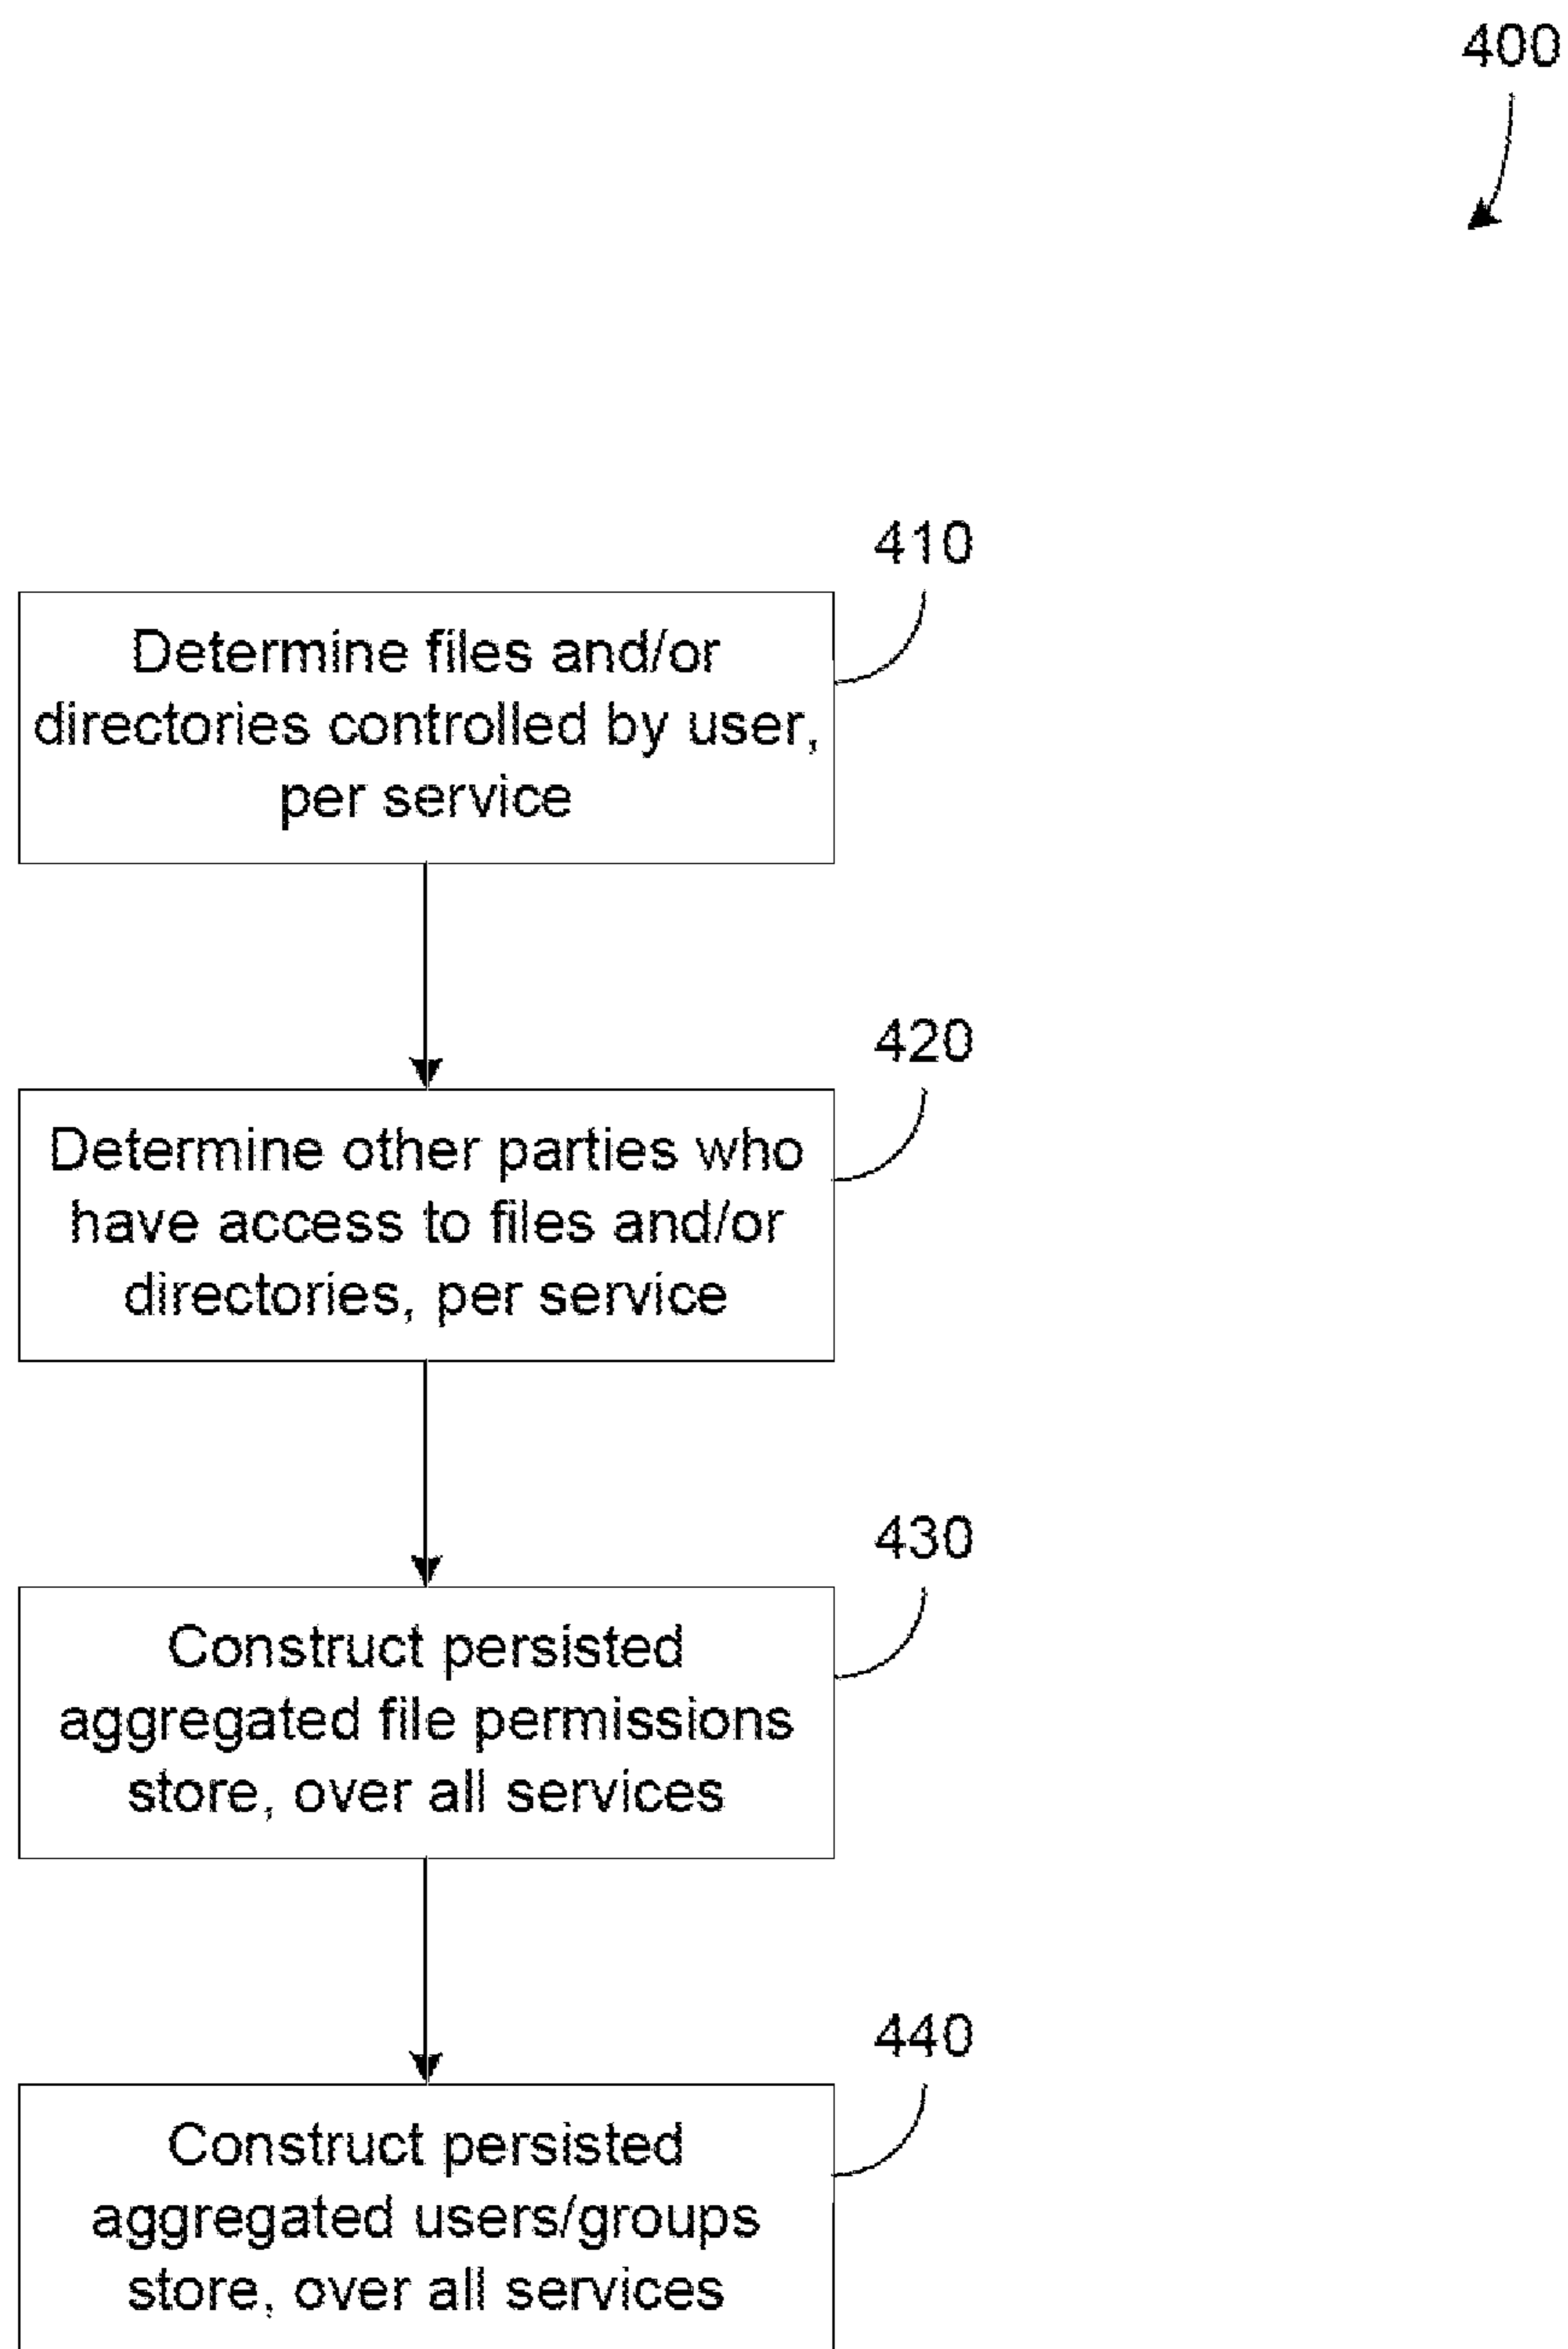 400
410
Determine files and/or
directories controlled by user,
per service
420
Determine other parties who
have access to files and/or
directories, per service
430
Construct persisted
aggregated file permissions
store, over all services
440
Construct persisted
aggregated users/groups
store, over all services